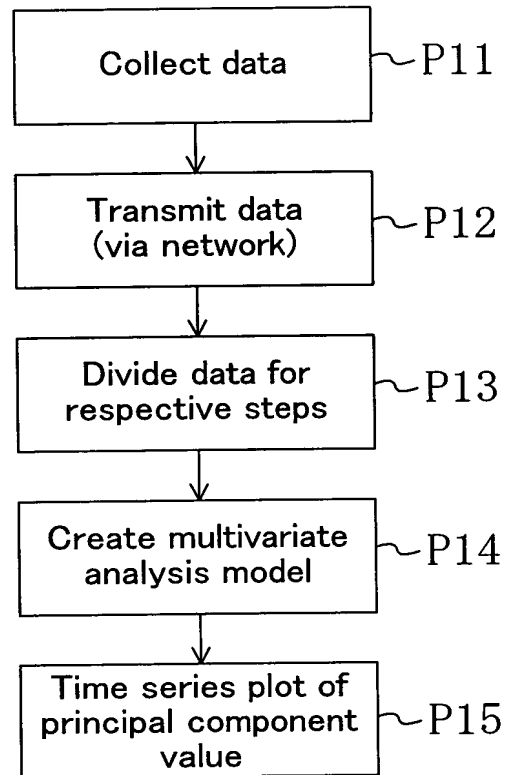 Collect data
P11
Transmit data
(via network)
P12
Divide data for
respective steps
P13
Create multivariate
analysis model
P14
Time series plot of
principal component
value
P15